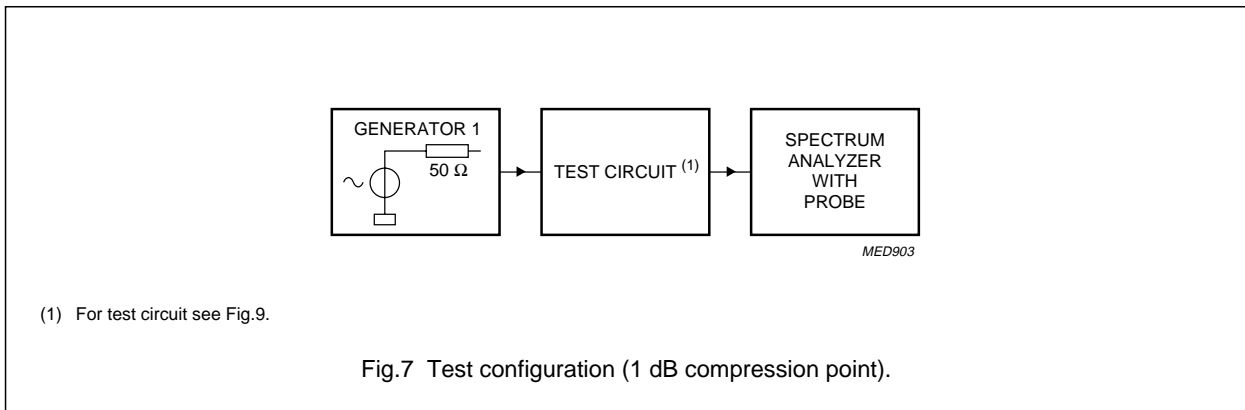 GENERATOR 1
50 Ω
TEST CIRCUIT (1)
SPECTRUM
ANALYZER
WITH
PROBE
MED903
(1) For test circuit see Fig.9.
Fig.7 Test configuration (1 dB compression point).